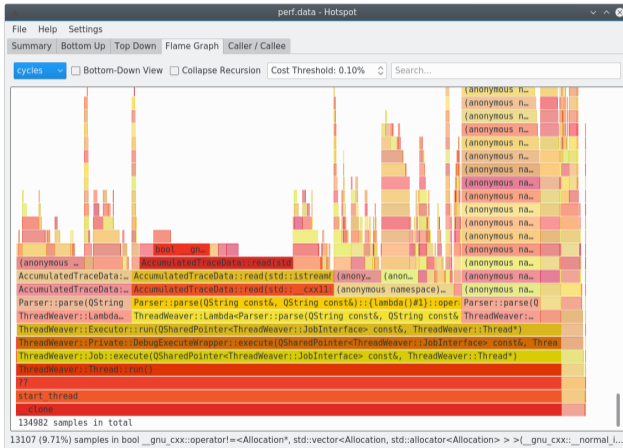 perf.data - Hotspot
File Help Settings
Summary Bottom Up Top Down Flame Graph Caller / Callee
cycles Bottom-Down View Collapse Recursion Cost Threshold: 0.10% Search...
(anonymous n…
(anonymous n…
(anonymous n…
(anonymous n…
(anonymous n…
(anonymous n…
(anonymous n…
(anonymous na…
(anonymous na…
(anonymous na…
(anonymous na…
(anonymous na…
bool __gn… (anonymous na…
(anonymous … AccumulatedTraceData::read(std (anonymous na…
AccumulatedTraceData:… AccumulatedTraceData::read(std::istream& (anony… (anon… (anonymous na…
AccumulatedTraceData:… AccumulatedTraceData::read(std::__cxx11: (anonymous namespace)… (anonymous na…
Parser::parse(QString Parser::parse(QString const&, QString const&)::{lambda()#1}::oper Parser::parse(Q
ThreadWeaver::Lambda… ThreadWeaver::Lambda<Parser::parse(QString const&, QString const& ThreadWeaver:…
ThreadWeaver::Executor::run(QSharedPointer<ThreadWeaver::JobInterface> const&, ThreadWeaver::Thread*)
ThreadWeaver::Private::DebugExecuteWrapper::execute(QSharedPointer<ThreadWeaver::JobInterface> const&, Threa
ThreadWeaver::Job::execute(QSharedPointer<ThreadWeaver::JobInterface> const&, ThreadWeaver::Thread*)
ThreadWeaver::Thread::run()
??
start_thread
__clone
134982 samples in total
13107 (9.71%) samples in bool __gnu_cxx::operator!=<Allocation*, std::vector<Allocation, std::allocator<Allocation> > >(__gnu_cxx::__normal_i…